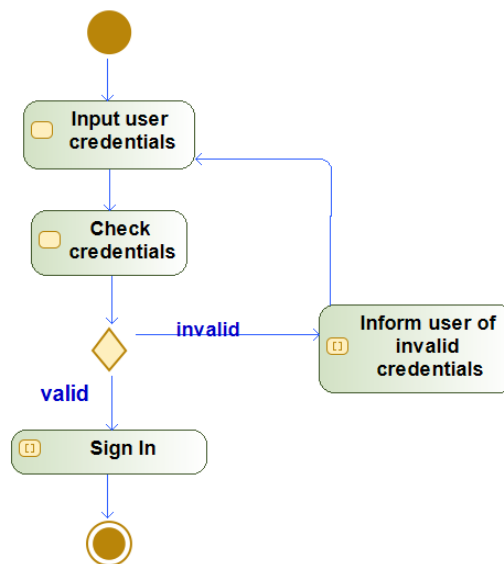 Input user
credentials
Check
credentials
invalid
Inform user of
invalid
credentials
valid
Sign In